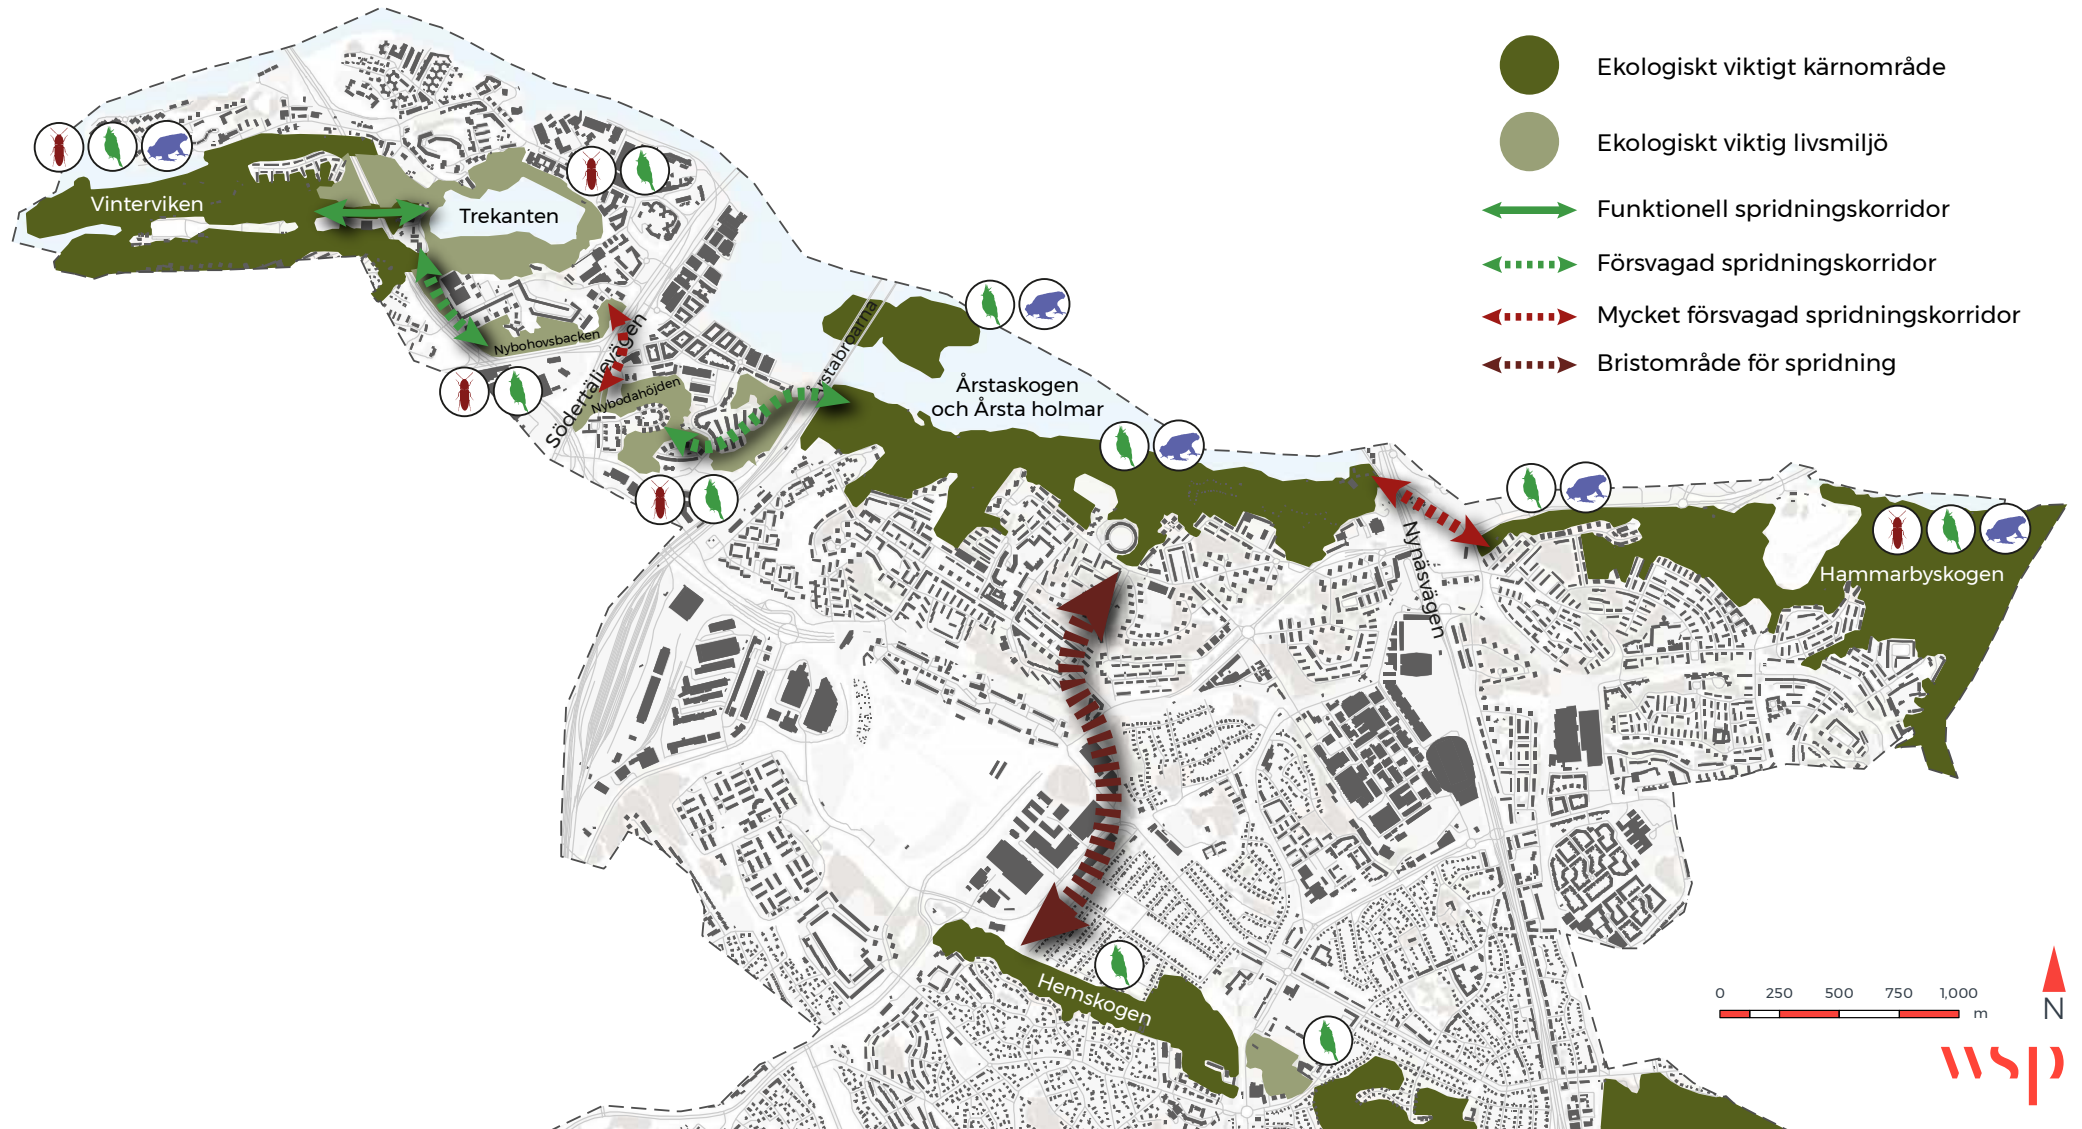 Ekologiskt viktigt kärnområde
Ekologiskt viktig livsmiljö
Funktionell spridningskorridor
Försvagad spridningskorridor
Mycket försvagad spridningskorridor
Bristområde för spridning
Vinterviken
Trekanten
Nybohovsbacken
Södertäljevägen
Nybodahöjden
Årstabroarna
Årstaskogen
och Årsta holmar
Nynäsvägen
Hammarbyskogen
Hemskogen
0 250 500 750 1,000
m
N
wsp